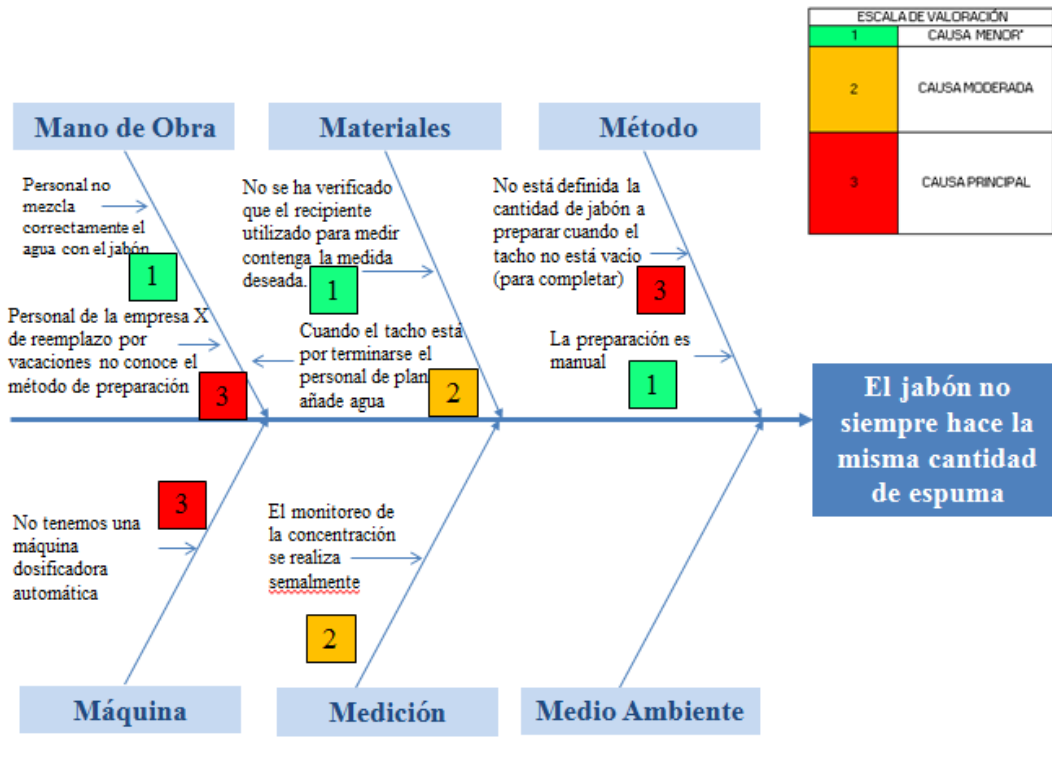 ESCALA DE VALORACIÓN
1 CAUSA MENOR*
2 CAUSA MODERADA
3 CAUSA PRINCIPAL
Mano de Obra
Materiales
Método
Personal no
mezcla
correctamente el
agua con el jabón
1
Personal de la empresa X
de reemplazo por
vacaciones no conoce el
método de preparación
3
No se ha verificado
que el recipiente
utilizado para medir
contenga la medida
deseada.
1
Cuando el tacho está
por terminarse el
personal de plan
añade agua
2
No está definida la
cantidad de jabón a
preparar cuando el
tacho no está vacío
(para completar)
3
La preparación es
manual
1
El jabón no
siempre hace la
misma cantidad
de espuma
3
No tenemos una
máquina
dosificadora
automática
El monitoreo de
la concentración
se realiza
semalmente
2
Máquina
Medición
Medio Ambiente